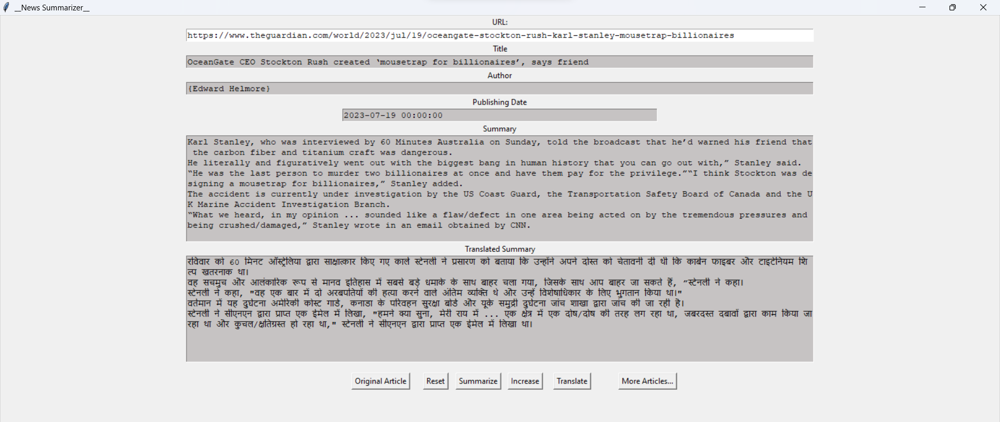 __News Summarizer__
URL:
https://www.theguardian.com/world/2023/jul/19/oceangate-stockton-rush-karl-stanley-mousetrap-billionaires
Title
OceanGate CEO Stockton Rush created ‘mousetrap for billionaires’, says friend
Author
{Edward Helmore}
Publishing Date
2023-07-19 00:00:00
Summary
Karl Stanley, who was interviewed by 60 Minutes Australia on Sunday, told the broadcast that he’d warned his friend that
the carbon fiber and titanium craft was dangerous.
He literally and figuratively went out with the biggest bang in human history that you can go out with,” Stanley said.
“He was the last person to murder two billionaires at once and have them pay for the privilege.”“I think Stockton was de
signing a mousetrap for billionaires,” Stanley added.
The accident is currently under investigation by the US Coast Guard, the Transportation Safety Board of Canada and the U
K Marine Accident Investigation Branch.
“What we heard, in my opinion ... sounded like a flaw/defect in one area being acted on by the tremendous pressures and
being crushed/damaged,” Stanley wrote in an email obtained by CNN.
Translated Summary
रविवार को 60 मिनट ऑस्ट्रेलिया द्वारा साक्षात्कार किए गए कार्ल स्टेनली ने प्रसारण को बताया कि उन्होंने अपने दोस्त को चेतावनी दी थी कि कार्बन फाइबर और टाइटेनियम शि
ल्प खतरनाक था।
वह सचमुच और आलंकारिक रूप से मानव इतिहास में सबसे बड़े धमाके के साथ बाहर चला गया, जिसके साथ आप बाहर जा सकते हैं, ”स्टेनली ने कहा।
स्टेनली ने कहा, "वह एक बार में दो अरबपतियों की हत्या करने वाले अंतिम व्यक्ति थे और उन्हें विशेषाधिकार के लिए भुगतान किया था।"
वर्तमान में यह दुर्घटना अमेरिकी कोस्ट गार्ड, कनाडा के परिवहन सुरक्षा बोर्ड और यूके समुद्री दुर्घटना जांच शाखा द्वारा जांच की जा रही है।
स्टेनली ने सीएनएन द्वारा प्राप्त एक ईमेल में लिखा, "हमने क्या सुना, मेरी राय में ... एक क्षेत्र में एक दोष/दोष की तरह लग रहा था, जबरदस्त दबावों द्वारा काम किया जा
रहा था और कुचल/क्षतिग्रस्त हो रहा था," स्टेनली ने सीएनएन द्वारा प्राप्त एक ईमेल में लिखा था।
Original Article Reset Summarize Increase Translate More Articles...